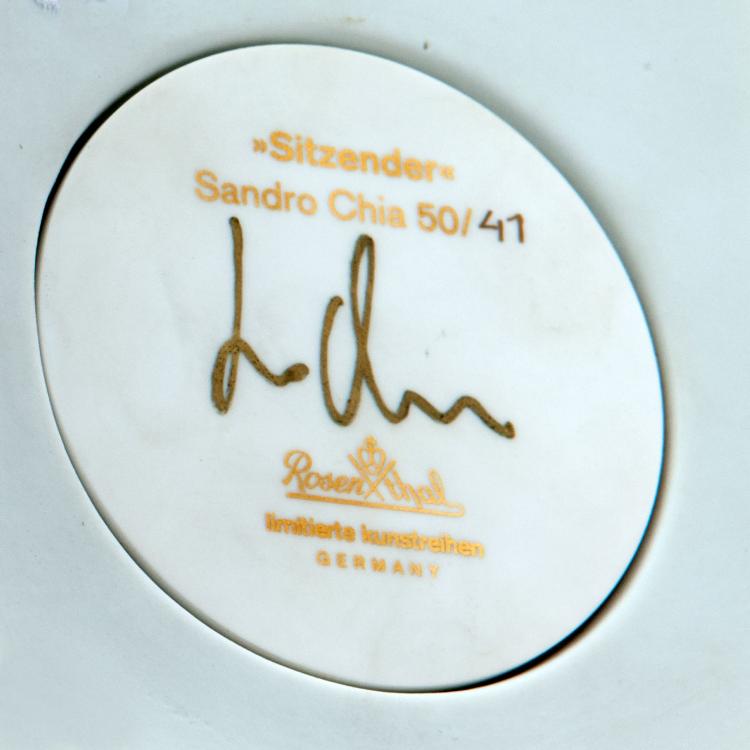 »Sitzender«
Sandro Chia 50/41
Rosenthal
limitierte kunstreihen
GERMANY